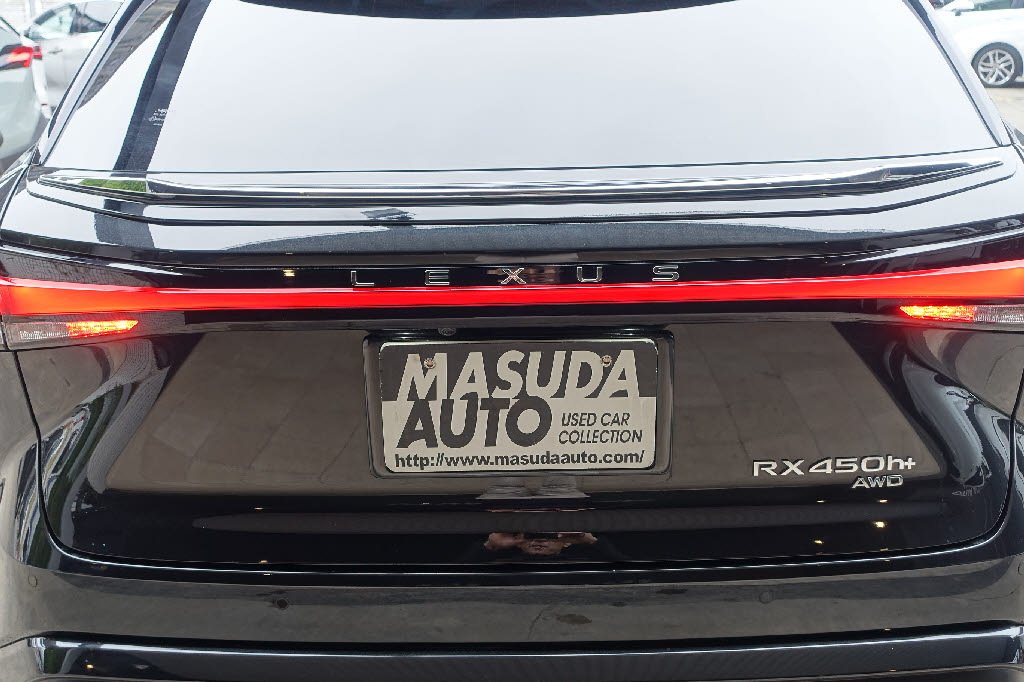 LEXUS
MASUDA
AUTO
USED CAR
COLLECTION
http://www.masudaauto.com/
RX450h+
AWD